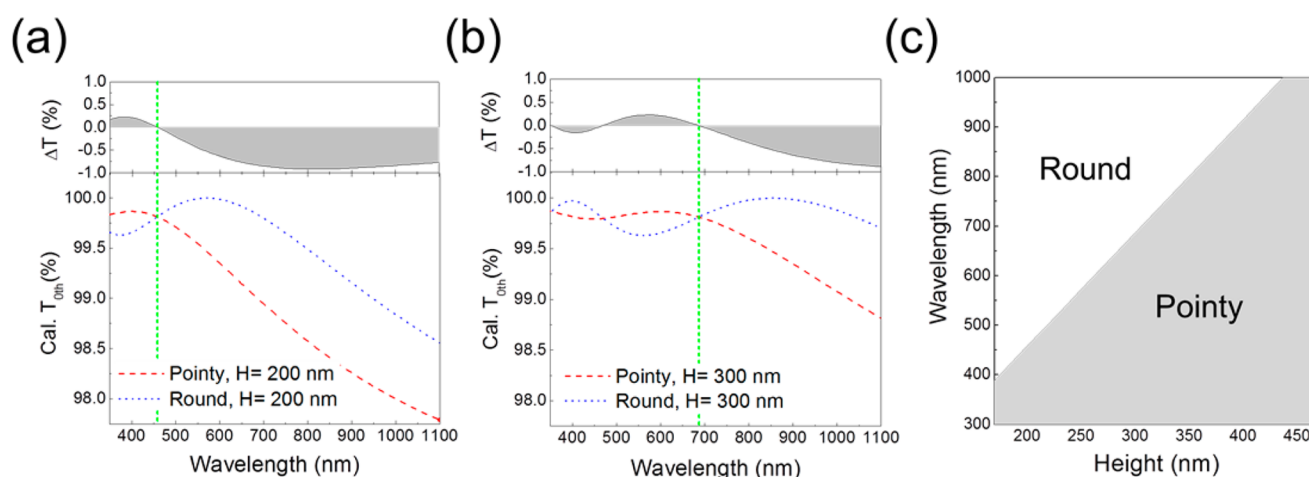 (a)
1.0
0.5
0.0
-0.5
-1.0
ΔT (%)
100.0
99.5
99.0
98.5
98.0
Cal. T0th(%)
Pointy, H= 200 nm
Round, H= 200 nm
400 500 600 700 800 900 1000 1100
Wavelength (nm)
(b)
1.0
0.5
0.0
-0.5
-1.0
ΔT (%)
100.0
99.5
99.0
98.5
98.0
Cal. T0th(%)
Pointy, H= 300 nm
Round, H= 300 nm
400 500 600 700 800 900 1000 1100
Wavelength (nm)
(c)
1000
900
800
700
600
500
400
300
Wavelength (nm)
Round
Pointy
200 250 300 350 400 450
Height (nm)